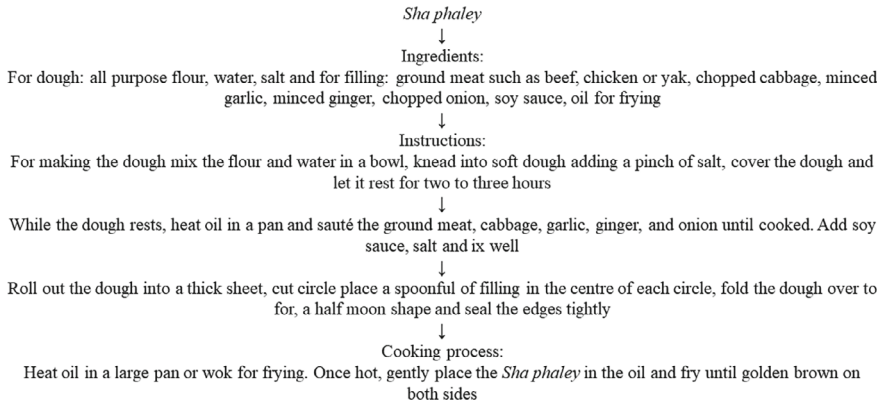 Sha phaley
↓
Ingredients:
For dough: all purpose flour, water, salt and for filling: ground meat such as beef, chicken or yak, chopped cabbage, minced
garlic, minced ginger, chopped onion, soy sauce, oil for frying
↓
Instructions:
For making the dough mix the flour and water in a bowl, knead into soft dough adding a pinch of salt, cover the dough and
let it rest for two to three hours
↓
While the dough rests, heat oil in a pan and sauté the ground meat, cabbage, garlic, ginger, and onion until cooked. Add soy
sauce, salt and ix well
↓
Roll out the dough into a thick sheet, cut circle place a spoonful of filling in the centre of each circle, fold the dough over to
for, a half moon shape and seal the edges tightly
↓
Cooking process:
Heat oil in a large pan or wok for frying. Once hot, gently place the Sha phaley in the oil and fry until golden brown on
both sides